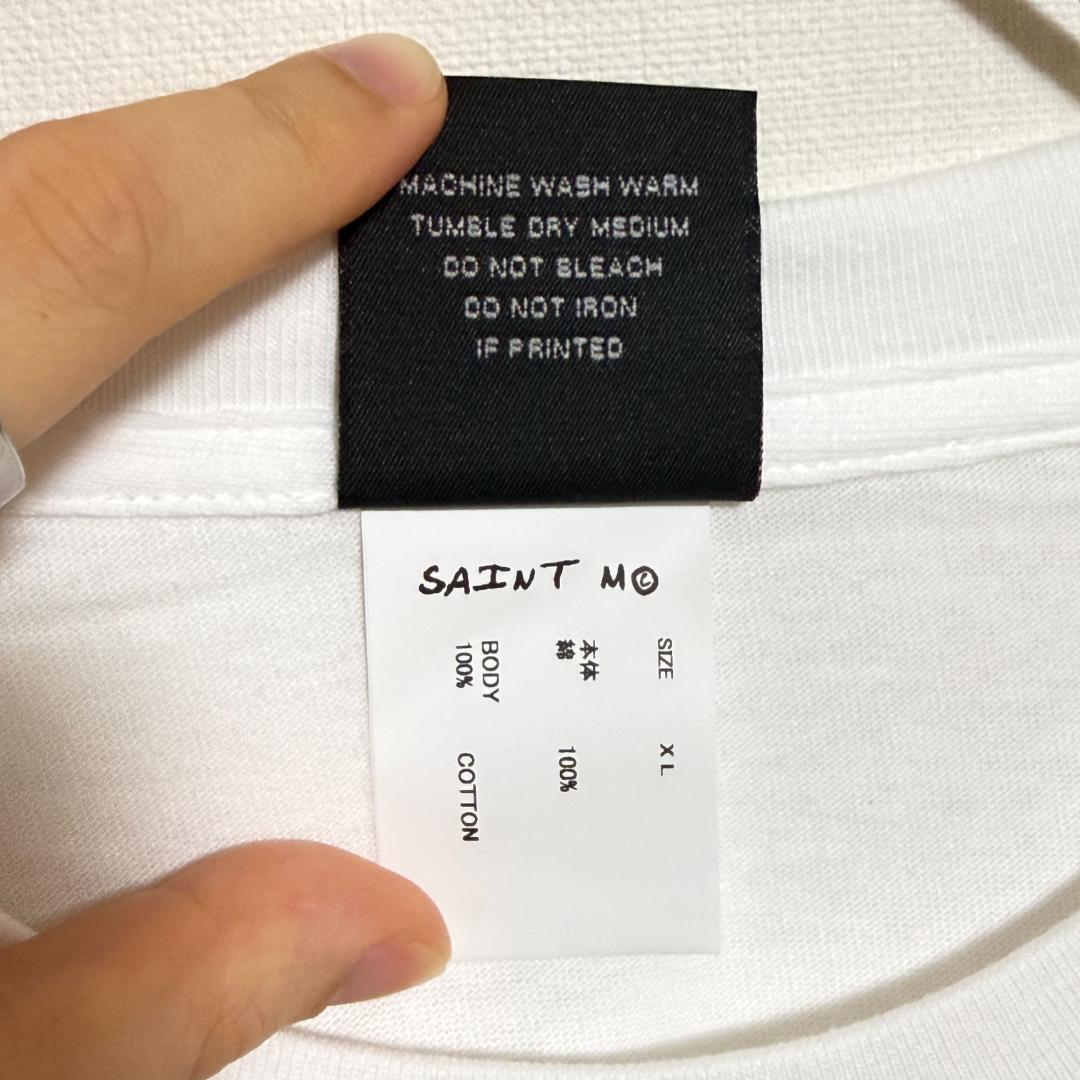 MACHINE WASH WARM
TUMBLE DRY MEDIUM
DO NOT BLEACH
DO NOT IRON
IF PRINTED
SAINT M©
SIZE XL
本体
綿 100%
BODY
100% COTTON